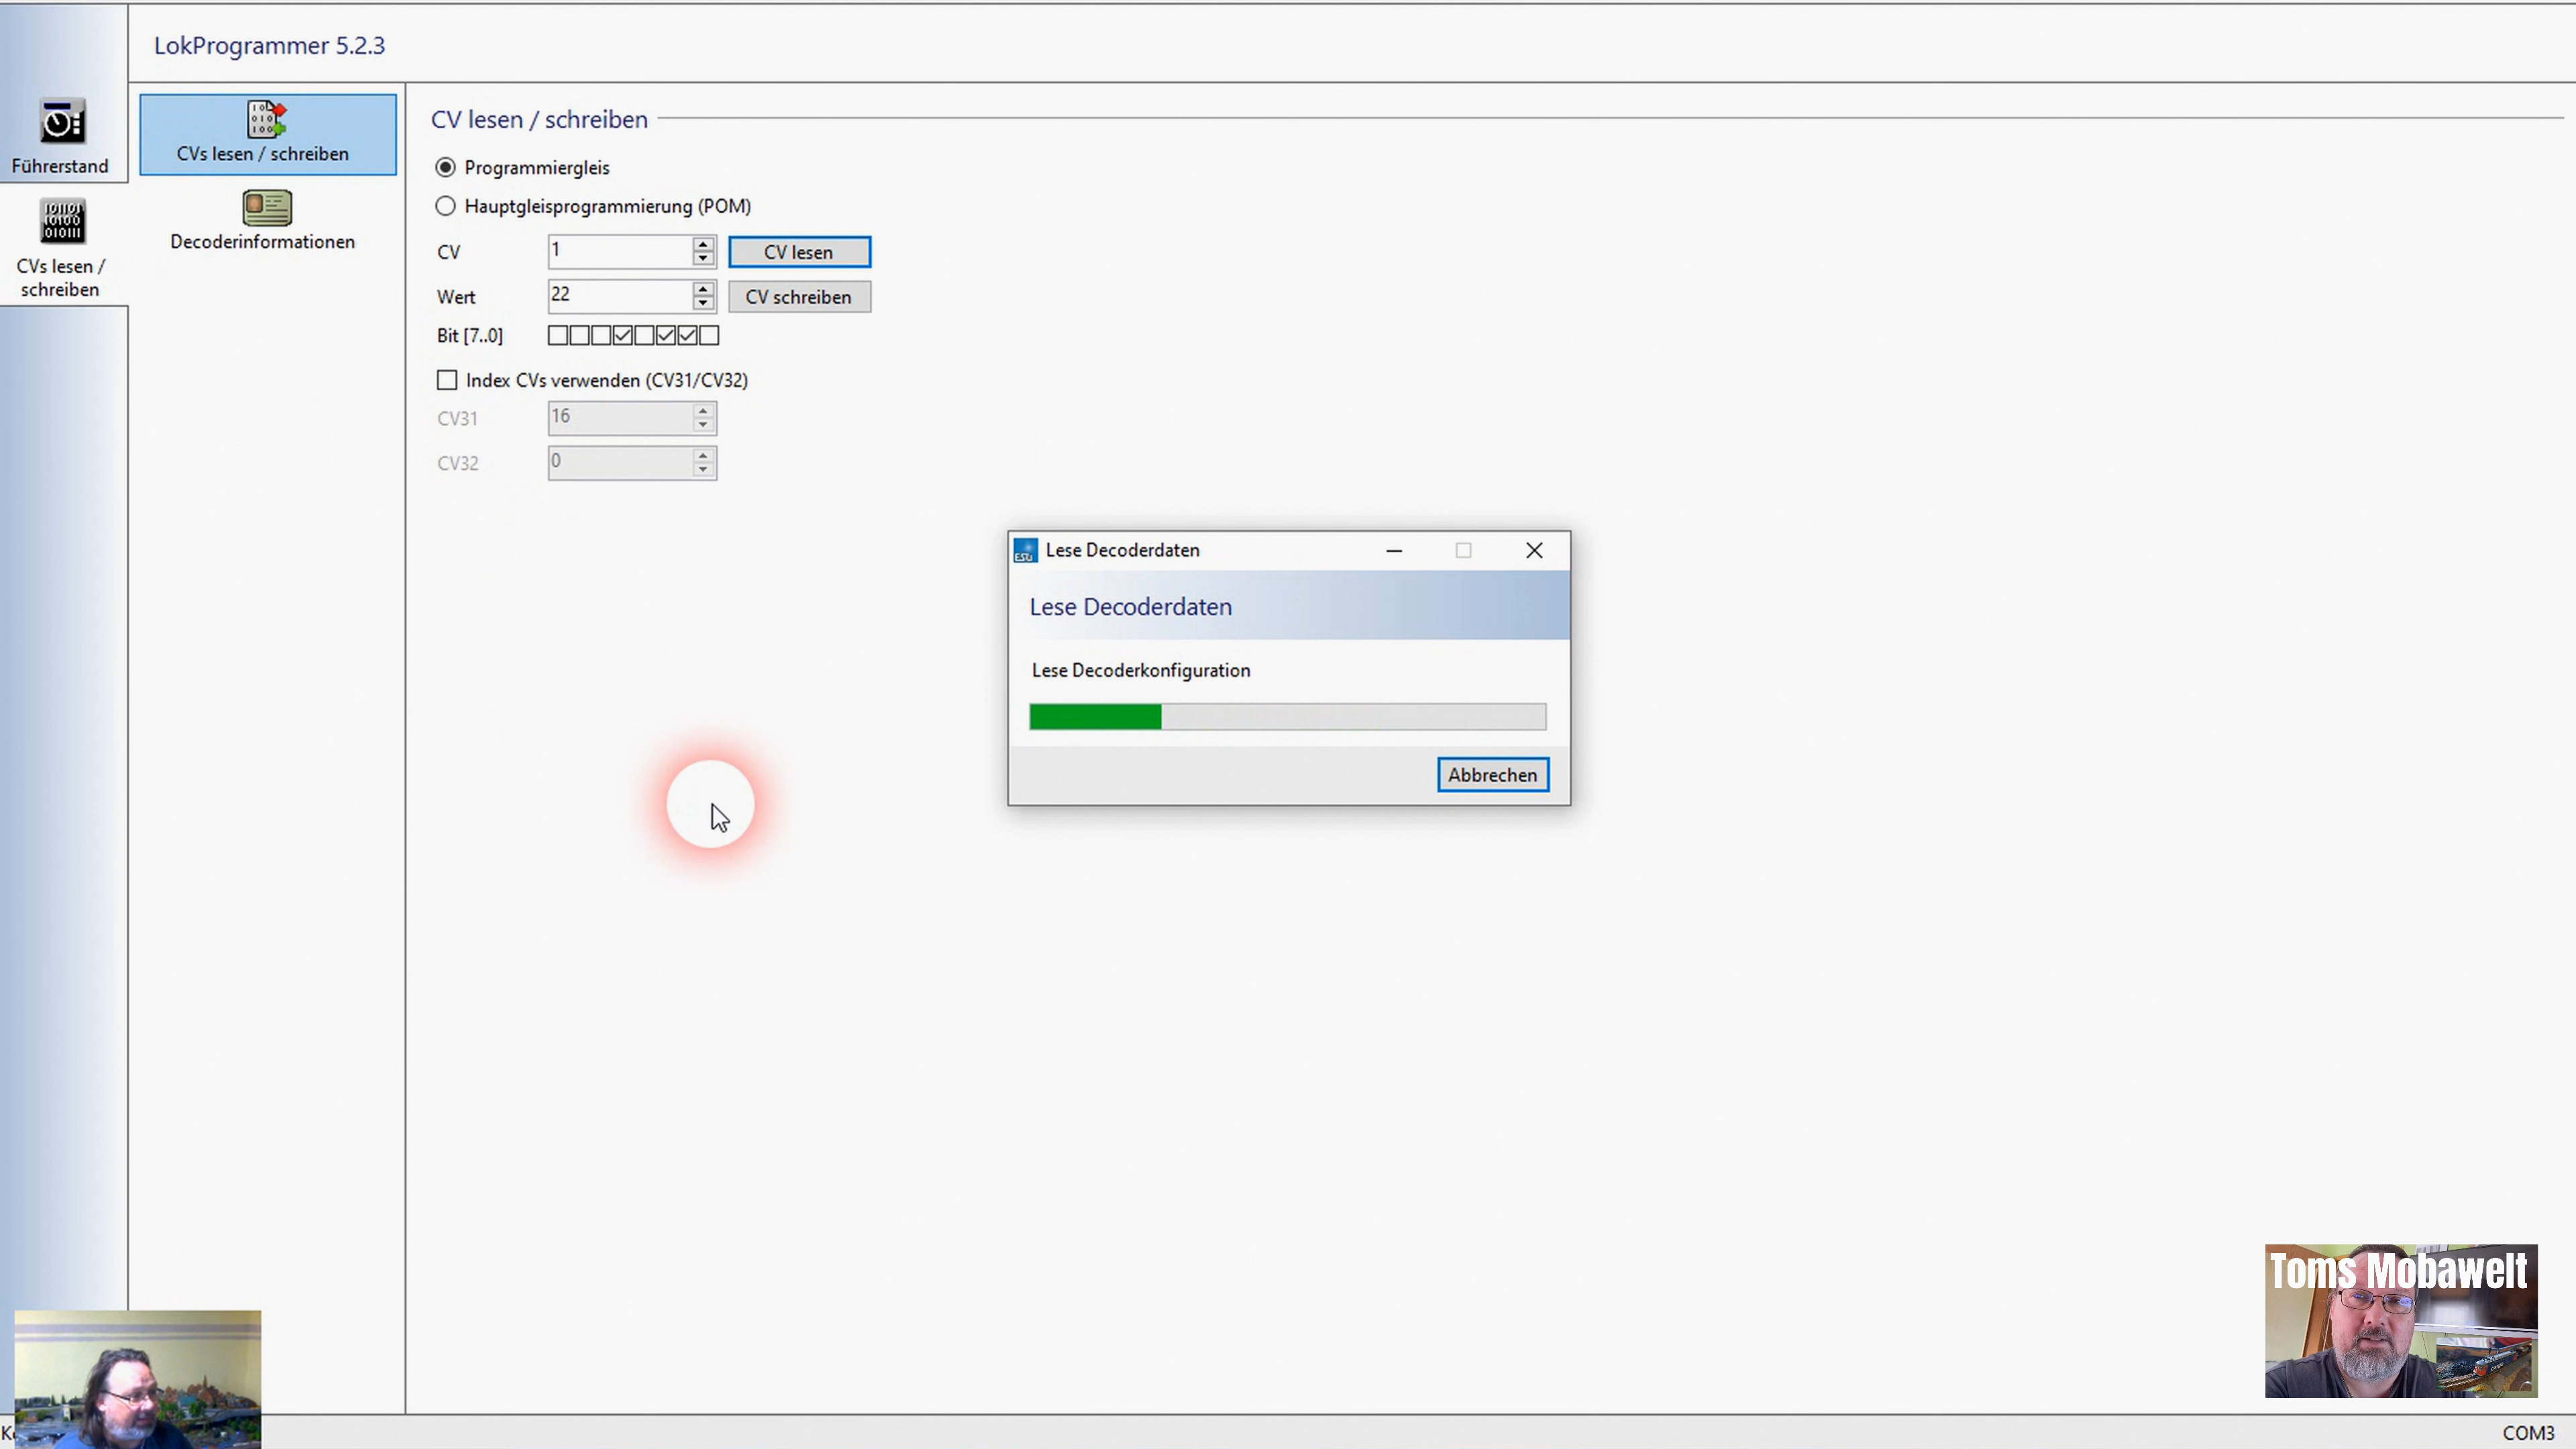 LokProgrammer 5.2.3
Führerstand
CVs lesen /
schreiben
CVs lesen / schreiben
Decoderinformationen
CV lesen / schreiben
Programmiergleis
Hauptgleisprogrammierung (POM)
CV 1 CV lesen
Wert 22 CV schreiben
Bit [7..0]
Index CVs verwenden (CV31/CV32)
CV31 16
CV32 0
ESU Lese Decoderdaten
Lese Decoderdaten
Lese Decoderkonfiguration
Abbrechen
Toms Mobawelt
COM3